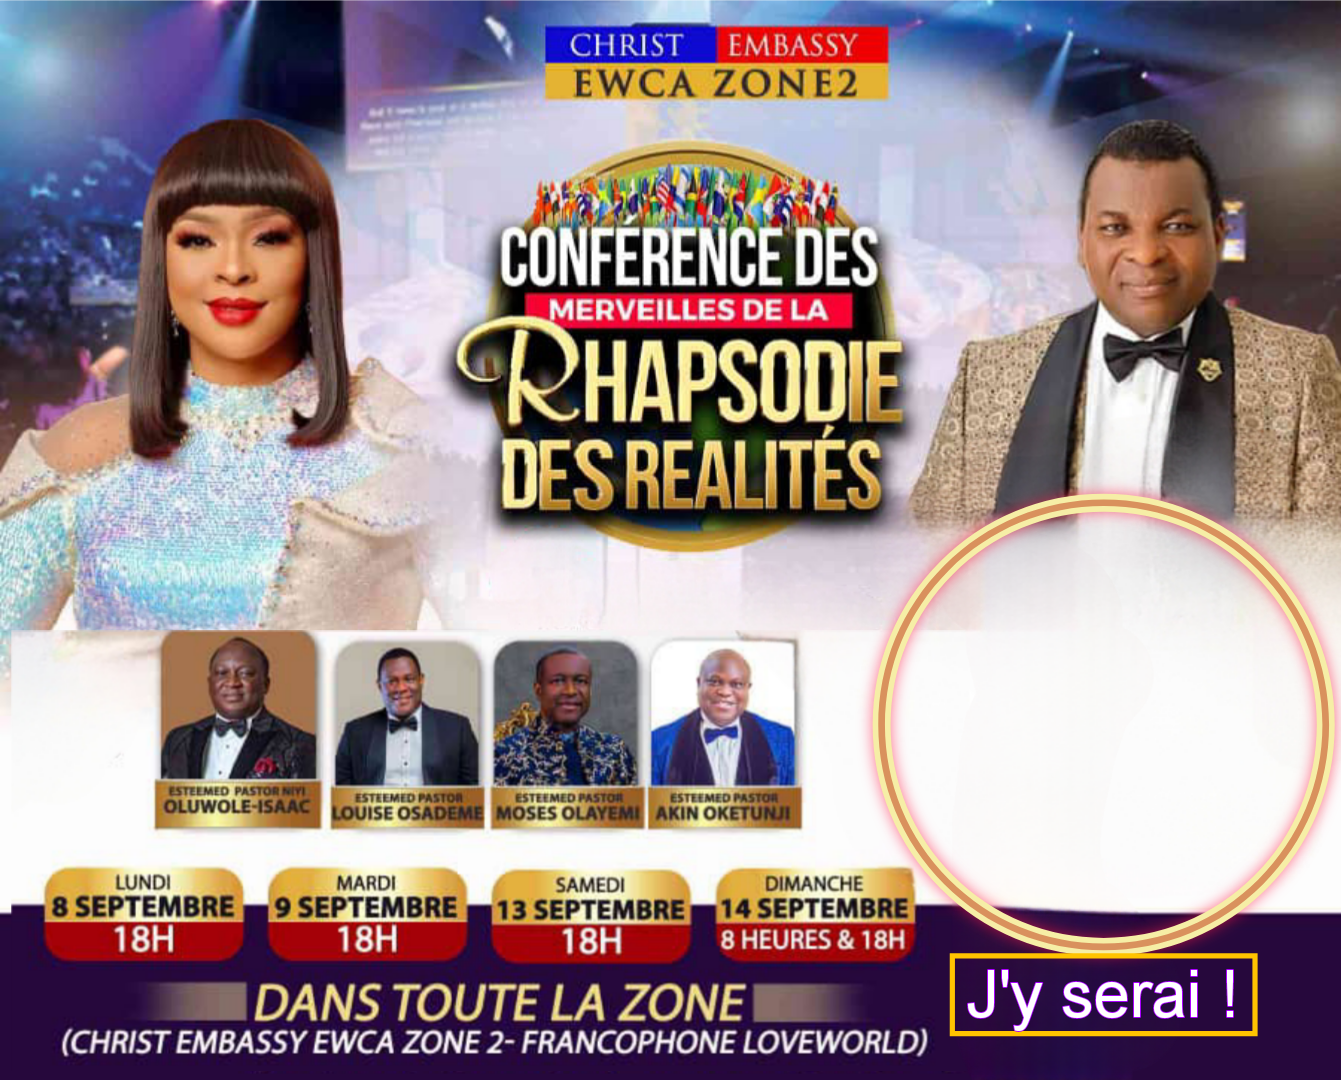 CHRIST EMBASSY
EWCA ZONE2
CONFERENCE DES
MERVEILLES DE LA
RHAPSODIE
DES REALITÉS
ESTEEMED PASTOR NIYI
OLUWOLE-ISAAC
ESTEEMED PASTOR
LOUISE OSADEME
ESTEEMED PASTOR
MOSES OLAYEMI
ESTEEMED PASTOR
AKIN OKETUNJI
LUNDI
8 SEPTEMBRE
18H
MARDI
9 SEPTEMBRE
18H
SAMEDI
13 SEPTEMBRE
18H
DIMANCHE
14 SEPTEMBRE
8 HEURES & 18H
J'y serai !
DANS TOUTE LA ZONE
(CHRIST EMBASSY EWCA ZONE 2- FRANCOPHONE LOVEWORLD)